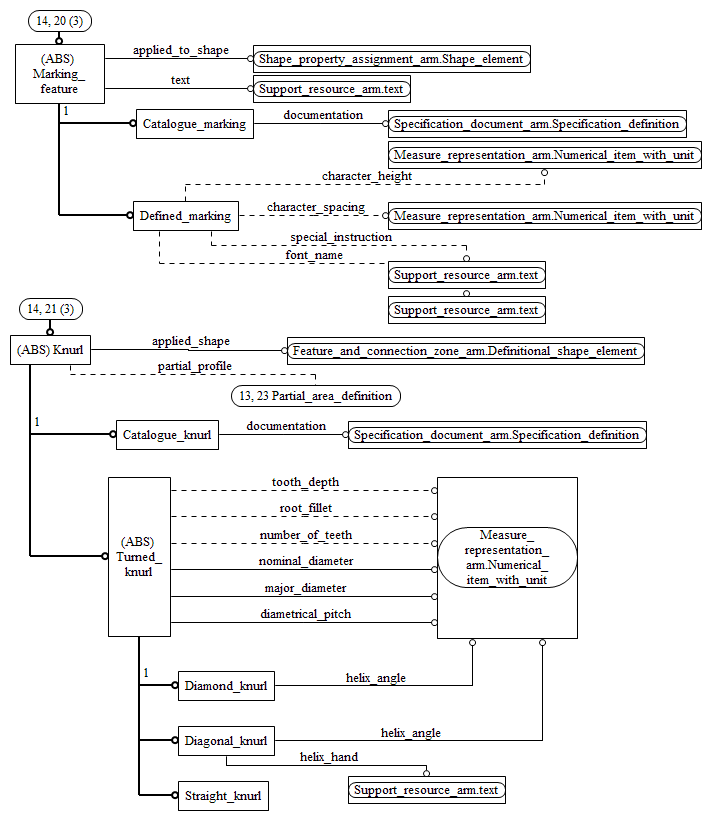 14, 20 (3)
(ABS)
Marking_
feature
applied_to_shape
Shape_property_assignment_arm.Shape_element
text
Support_resource_arm.text
1
Catalogue_marking
documentation
Specification_document_arm.Specification_definition
Measure_representation_arm.Numerical_item_with_unit
character_height
Defined_marking
character_spacing
Measure_representation_arm.Numerical_item_with_unit
special_instruction
font_name
Support_resource_arm.text
Support_resource_arm.text
14, 21 (3)
(ABS) Knurl
applied_shape
Feature_and_connection_zone_arm.Definitional_shape_element
partial_profile
13, 23 Partial_area_definition
1
Catalogue_knurl
documentation
Specification_document_arm.Specification_definition
(ABS)
Turned_
knurl
tooth_depth
root_fillet
number_of_teeth
nominal_diameter
major_diameter
diametrical_pitch
Measure_
representation_
arm.Numerical_
item_with_unit
1
Diamond_knurl
helix_angle
Diagonal_knurl
helix_angle
helix_hand
Support_resource_arm.text
Straight_knurl